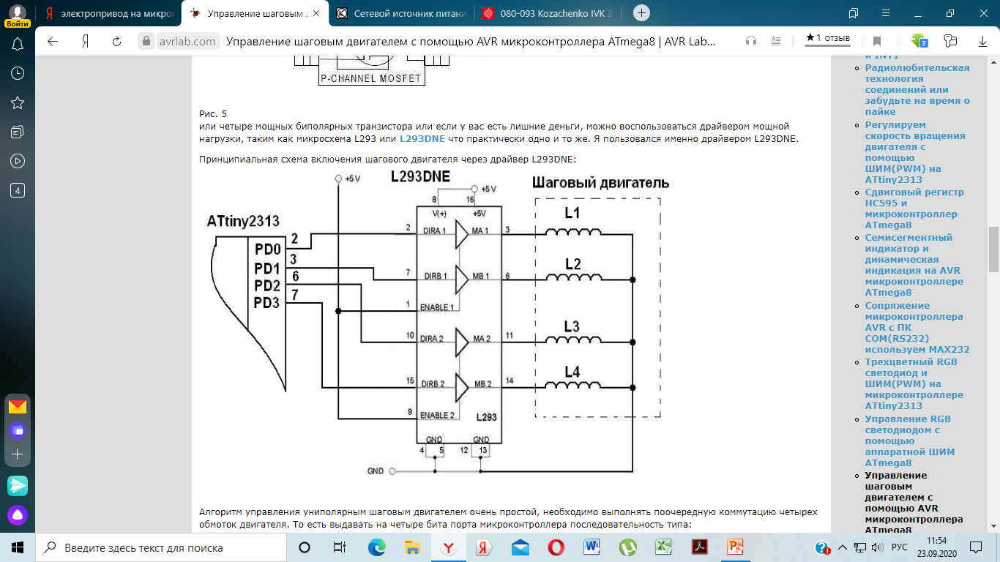 электропривод на микро
Управление шаговым д
Сетевой источник питани
080-093 Kozachenko IVK 3
Войти
avrlab.com
Управление шаговым двигателем с помощью AVR микроконтроллера ATmega8 | AVR Lab...
★1 отзыв
4
P-CHANNEL MOSFET
Рис. 5
или четыре мощных биполярных транзистора или если у вас есть лишние деньги, можно воспользоваться драйвером мощной
нагрузки, таким как микросхема L293 или L293DNE что практически одно и то же. Я пользовался именно драйвером L293DNE.
Принципиальная схема включения шагового двигателя через драйвер L293DNE:
+5V
L293DNE
+5V
Шаговый двигатель
8
16
V(+)
+5V
ATtiny2313
PD0
2
PD1
3
PD2
6
PD3
7
2
DIRA 1
MA 1
3
L1
7
DIRB 1
MB 1
6
L2
1
ENABLE 1
10
DIRA 2
MA 2
11
L3
15
DIRB 2
MB 2
14
L4
9
ENABLE 2
L293
GND
GND
4
5
12
13
GND
Алгоритм управления униполярным шаговым двигателем очень простой, необходимо выполнять поочередную коммутацию четырех
обмоток двигателя. То есть выдавать на четыре бита порта микроконтроллера последовательность типа:
и INT1
Радиолюбительская
технология
соединений или
забудьте на время о
пайке
Регулируем
скорость вращения
двигателя с
помощью
ШИМ(PWM) на
ATtiny2313
Сдвиговый регистр
HC595 и
микроконтроллер
ATmega8
Семисегментный
индикатор и
динамическая
индикация на AVR
микроконтроллере
ATmega8
Сопряжение
микроконтроллера
AVR с ПК
COM(RS232)
используем MAX232
Трехцветный RGB
светодиод и
ШИМ(PWM) на
микроконтроллере
ATtiny2313
Управление RGB
светодиодом с
помощью
аппаратной ШИМ
ATmega8
Управление
шаговым
двигателем с
помощью AVR
микроконтроллера
ATmega8
Введите здесь текст для поиска
РУС
11:54
23.09.2020